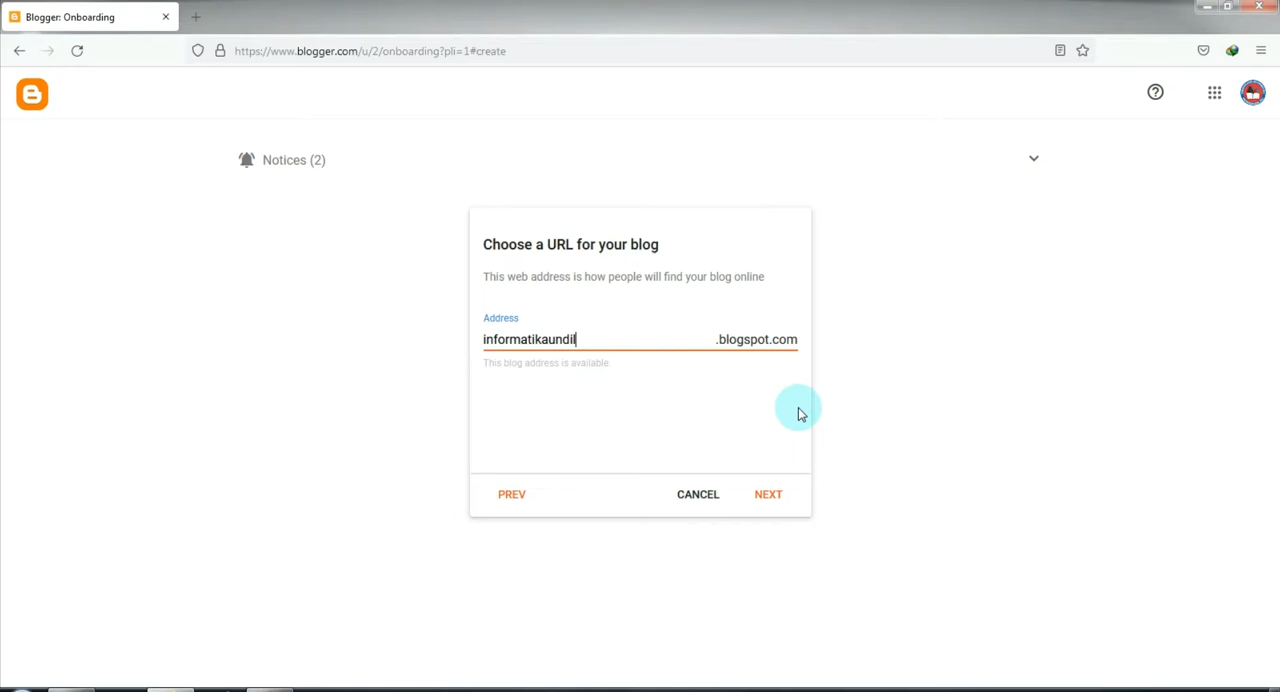 Blogger: Onboarding
https://www.blogger.com/u/2/onboarding?pli=1#create
Notices (2)
Choose a URL for your blog
This web address is how people will find your blog online
Address
informatikaundil .blogspot.com
This blog address is available.
PREV CANCEL NEXT